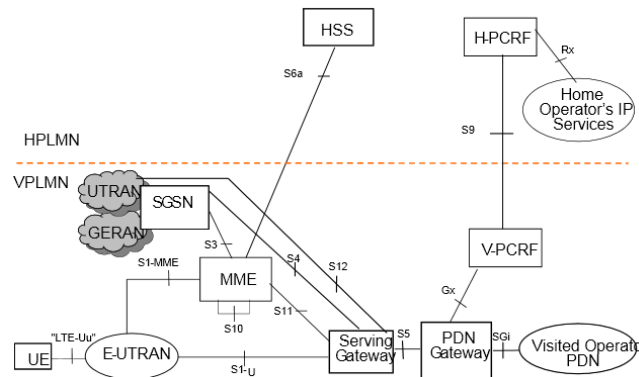 HSS
H-PCRF
Rx
S6a
Home
Operator's IP
Services
S9
HPLMN
VPLMN
UTRAN
SGSN
GERAN
V-PCRF
S3
S4
S12
S1-MME
MME
Gx
S10
S11
"LTE-Uu"
UE
E-UTRAN
S1-U
Serving
Gateway
S5
PDN
Gateway
SGi
Visited Operato
PDN